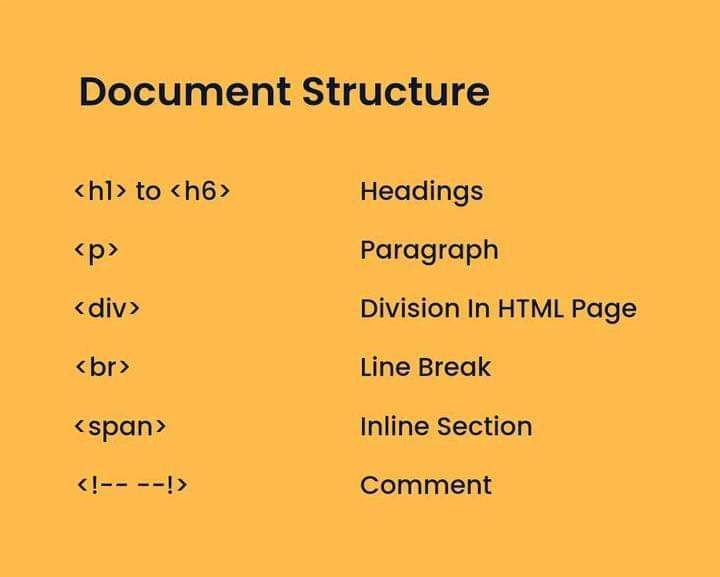 Document Structure
<h1> to <h6> Headings
<p> Paragraph
<div> Division In HTML Page
<br> Line Break
<span> Inline Section
<!-- --!> Comment